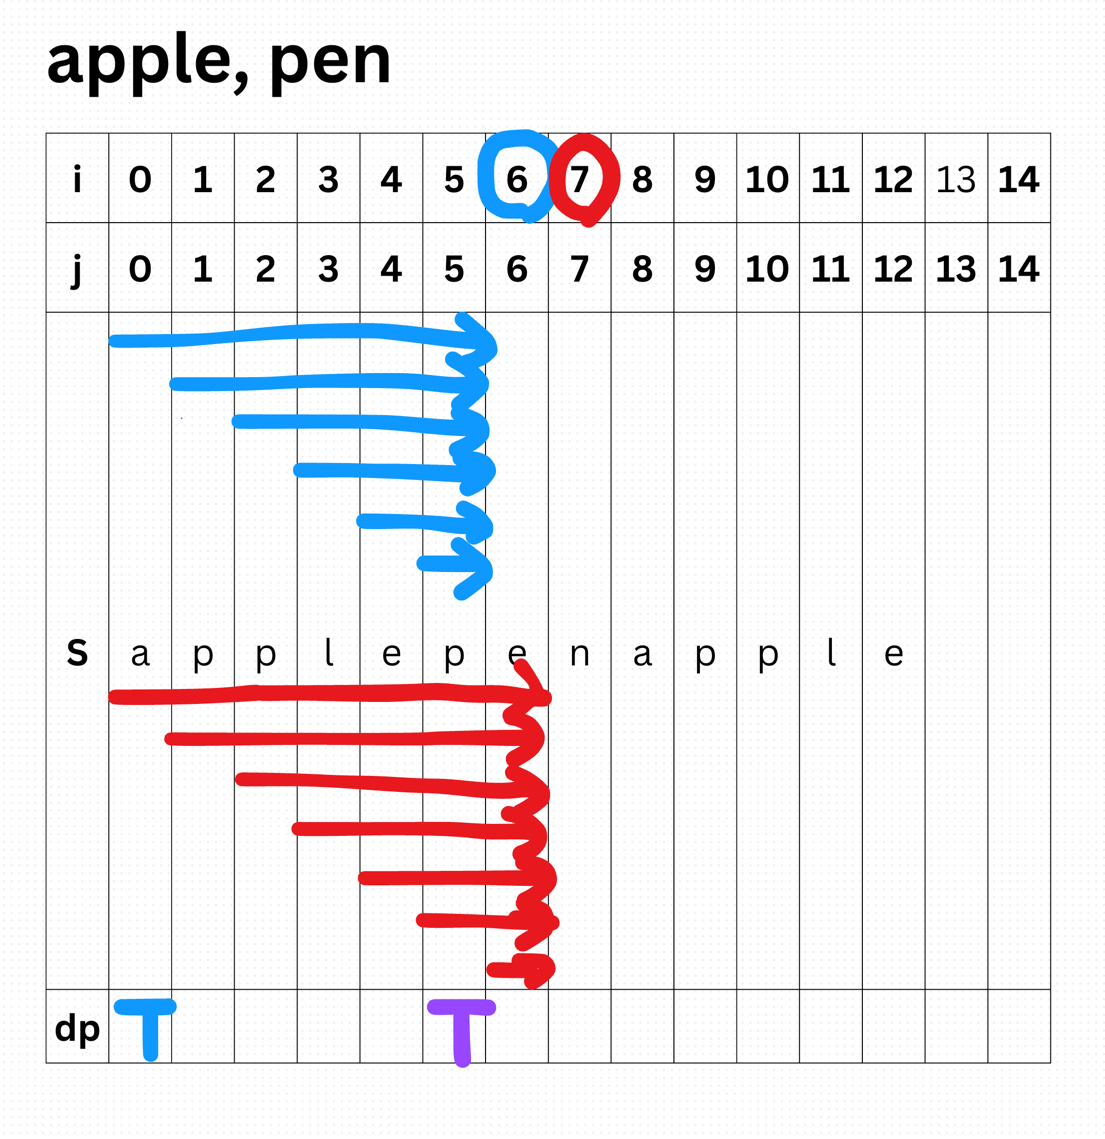 apple, pen
i 0 1 2 3 4 5 6 7 8 9 10 11 12 13 14
j 0 1 2 3 4 5 6 7 8 9 10 11 12 13 14
S a p p l e p e n a p p l e
dp T T